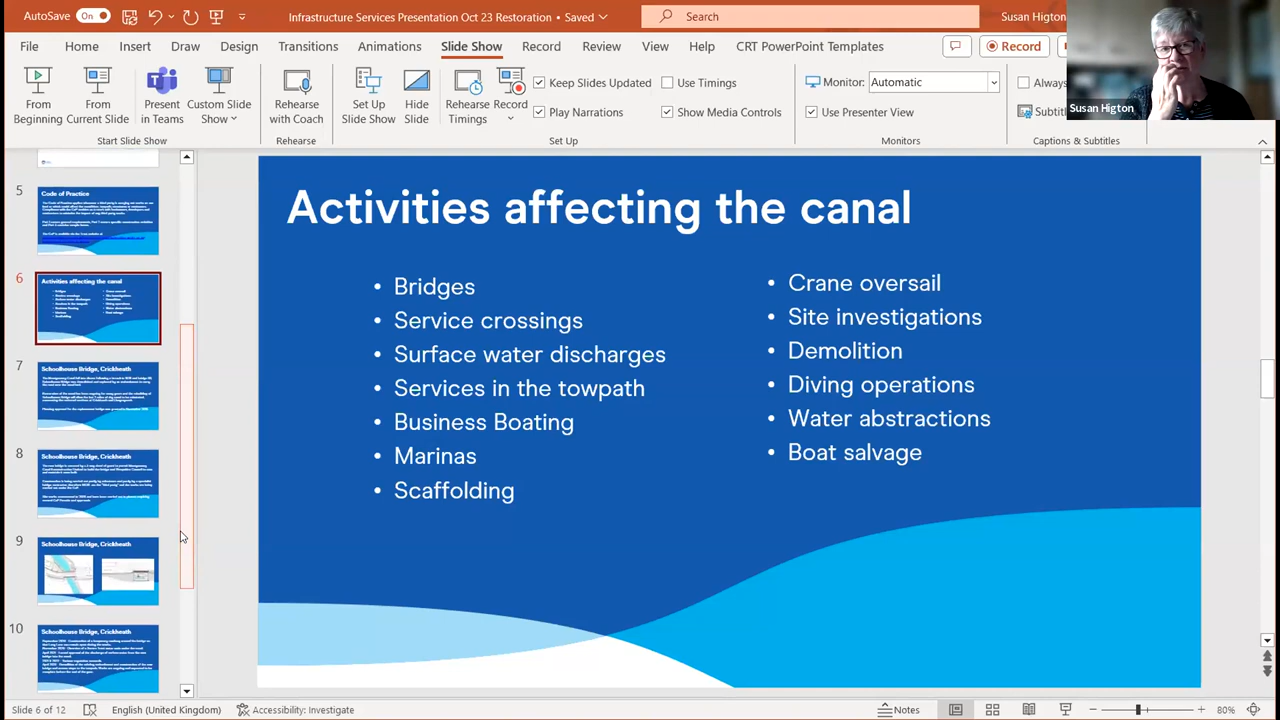 AutoSave On
Infrastructure Services Presentation Oct 23 Restoration • Saved
Search
Susan Higton
File Home Insert Draw Design Transitions Animations Slide Show Record Review View Help CRT PowerPoint Templates
Record
From Beginning
From Current Slide
Present in Teams
Custom Slide Show
Start Slide Show
Rehearse with Coach
Rehearse
Set Up Slide Show
Hide Slide
Rehearse Timings
Record
Keep Slides Updated
Play Narrations
Use Timings
Show Media Controls
Set Up
Monitor: Automatic
Use Presenter View
Monitors
Always
Subtitl
Captions & Subtitles
Susan Higton
5
Code of Practice
6
Activities affecting the canal
7
Schoolhouse Bridge, Crickheath
8
Schoolhouse Bridge, Crickheath
9
Schoolhouse Bridge, Crickheath
10
Schoolhouse Bridge, Crickheath
Activities affecting the canal
• Bridges
• Service crossings
• Surface water discharges
• Services in the towpath
• Business Boating
• Marinas
• Scaffolding
• Crane oversail
• Site investigations
• Demolition
• Diving operations
• Water abstractions
• Boat salvage
Slide 6 of 12
English (United Kingdom)
Accessibility: Investigate
Notes
80%